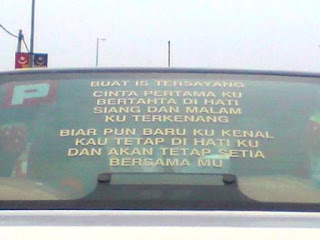 BUAT IS TERSAYANG
CINTA PERTAMA KU
BERTAHTA DI HATI
SIANG DAN MALAM
KU TERKENANG
BIAR PUN BARU KU KENAL
KAU TETAP DI HATI KU
DAN AKAN TETAP SETIA
BERSAMA MU
P